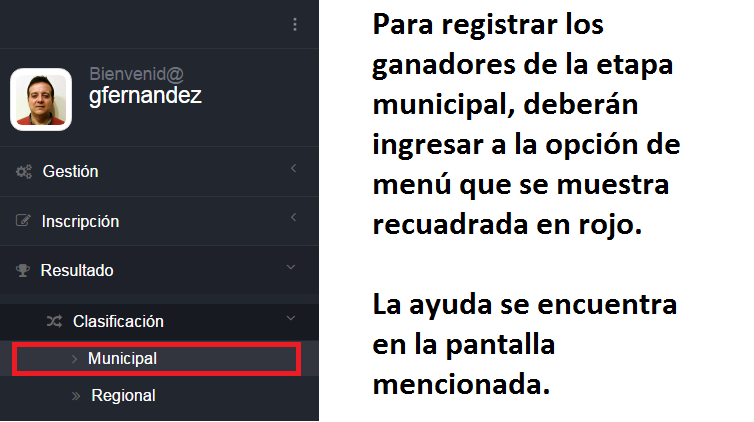 Bienvenid@
gfernandez
Gestión
Inscripción
Resultado
Clasificación
Municipal
Regional
Para registrar los
ganadores de la etapa
municipal, deberán
ingresar a la opción de
menú que se muestra
recuadrada en rojo.
La ayuda se encuentra
en la pantalla
mencionada.